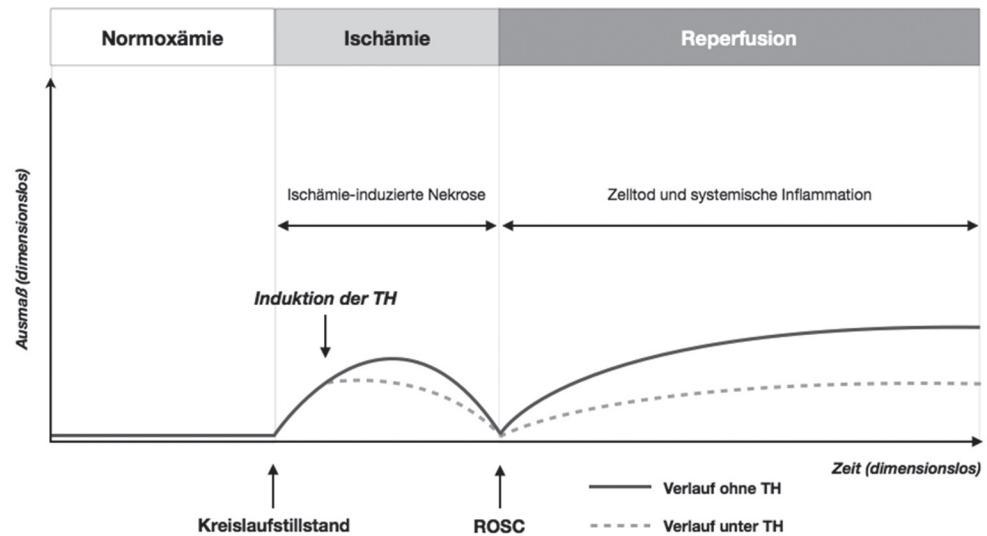 Normoxämie
Ischämie
Reperfusion
Ausmaß (dimensionslos)
Ischämie-induzierte Nekrose
Zelltod und systemische Inflammation
Induktion der TH
Zeit (dimensionslos)
Kreislaufstillstand
ROSC
Verlauf ohne TH
Verlauf unter TH